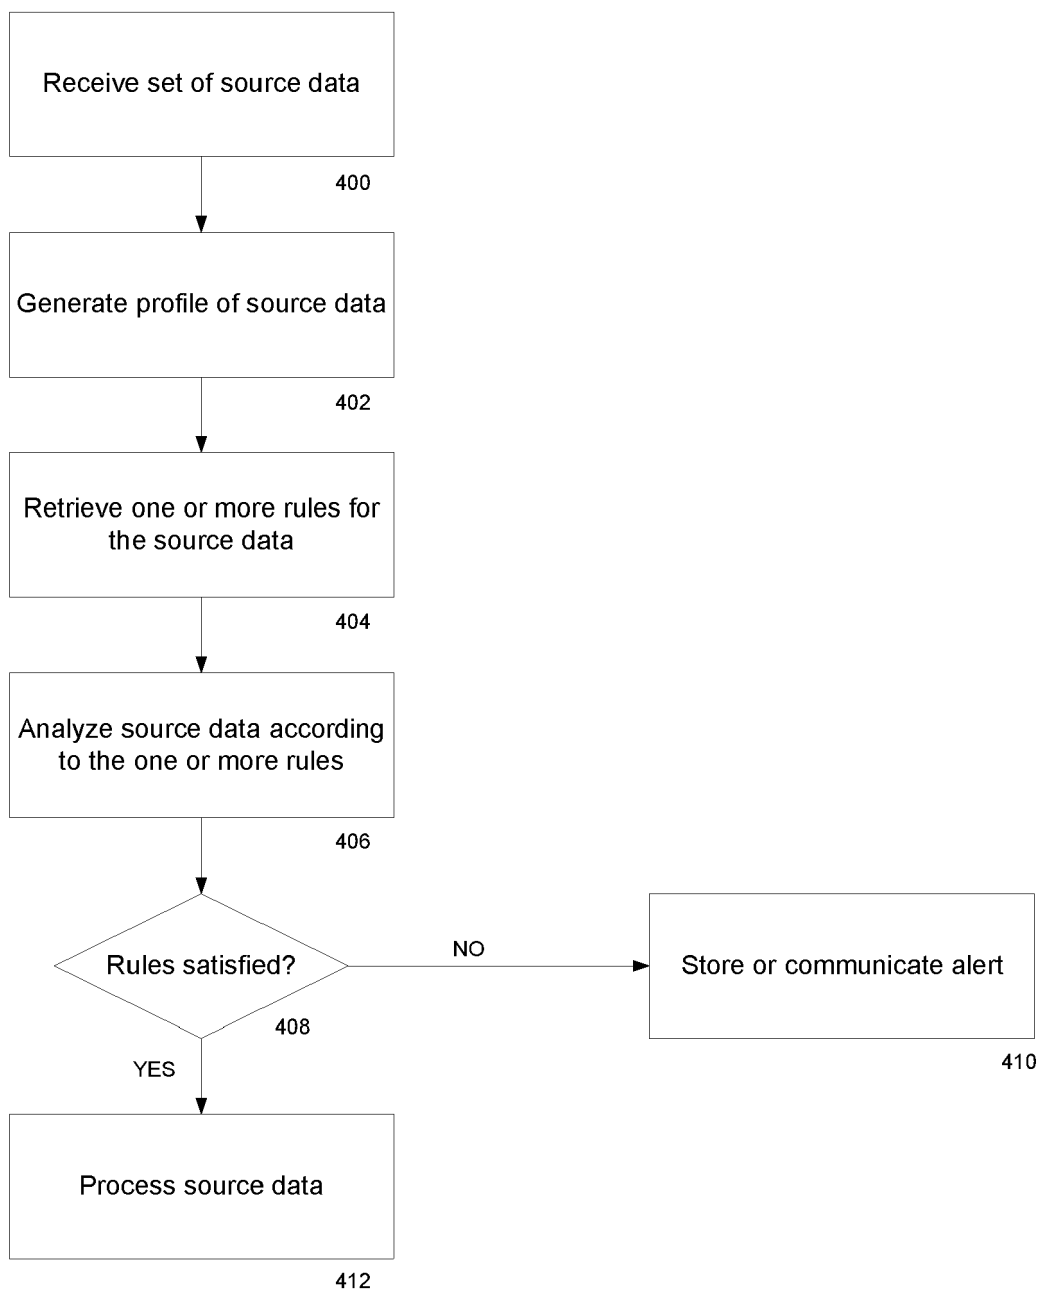 Receive set of source data
400
Generate profile of source data
402
Retrieve one or more rules for
the source data
404
Analyze source data according
to the one or more rules
406
Rules satisfied?
408
NO
Store or communicate alert
410
YES
Process source data
412